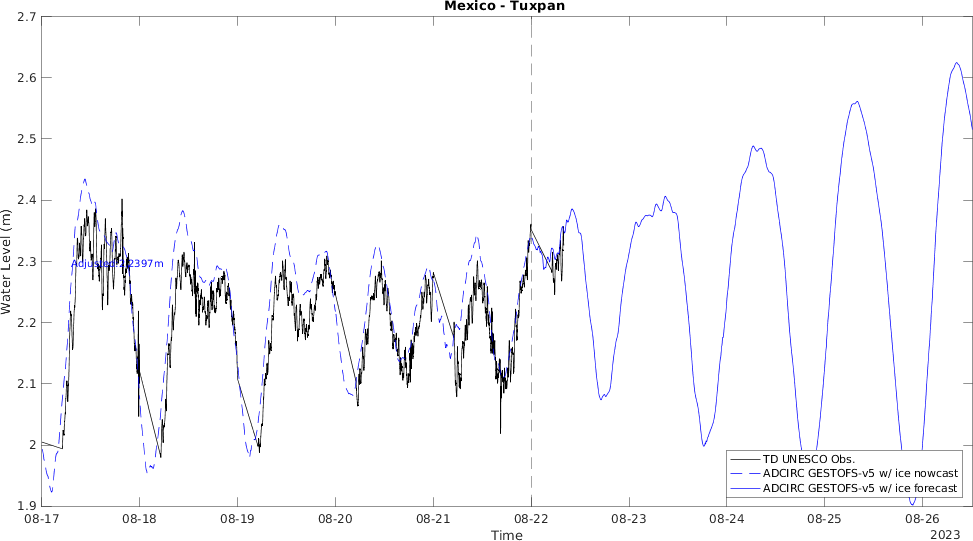 Mexico - Tuxpan
2.7
2.6
2.5
2.4
2.3
2.2
2.1
2
1.9
Water Level (m)
TD UNESCO Obs.
ADCIRC GESTOFS-v5 w/ ice nowcast
ADCIRC GESTOFS-v5 w/ ice forecast
08-17 08-18 08-19 08-20 08-21 08-22 08-23 08-24 08-25 08-26
Time
2023